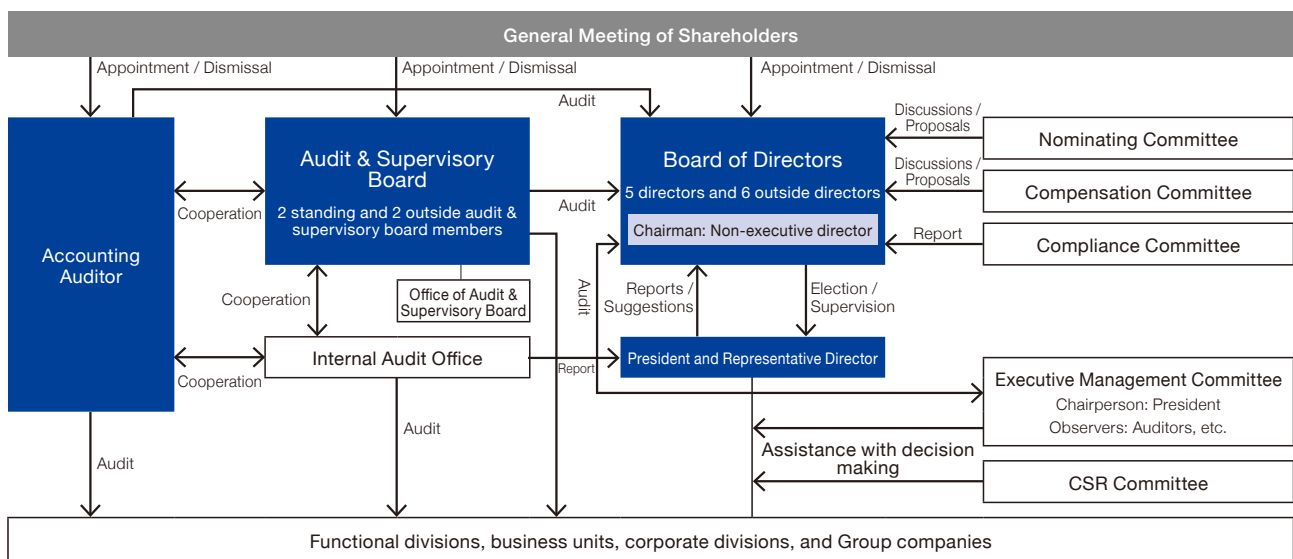 General Meeting of Shareholders
Appointment / Dismissal
Appointment / Dismissal
Appointment / Dismissal
Audit
Accounting
Auditor
Cooperation
Audit & Supervisory
Board
2 standing and 2 outside audit &
supervisory board members
Audit
Board of Directors
5 directors and 6 outside directors
Chairman: Non-executive director
Discussions /
Proposals
Nominating Committee
Discussions /
Proposals
Compensation Committee
Report
Compliance Committee
Cooperation
Office of Audit &
Supervisory Board
Audit
Reports /
Suggestions
Election /
Supervision
Cooperation
Internal Audit Office
Report
President and Representative Director
Executive Management Committee
Chairperson: President
Observers: Auditors, etc.
Audit
Audit
Assistance with decision
making
CSR Committee
Functional divisions, business units, corporate divisions, and Group companies